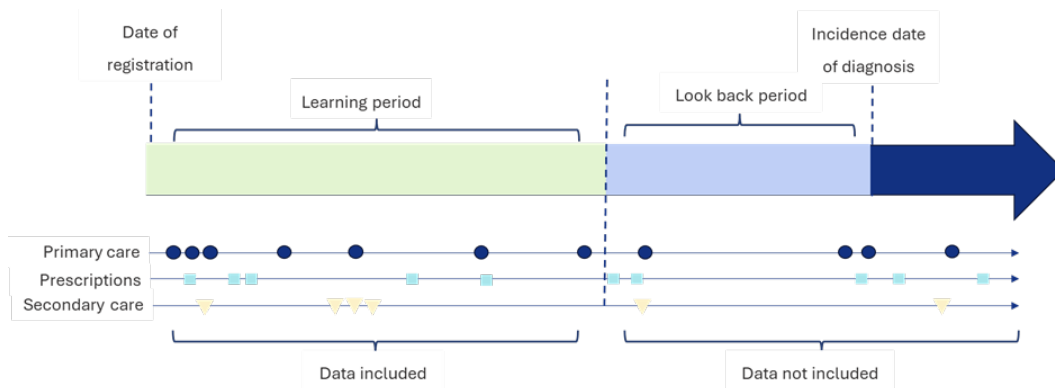 Date of
registration
Incidence date
of diagnosis
Learning period
Look back period
Primary care
Prescriptions
Secondary care
Data included
Data not included